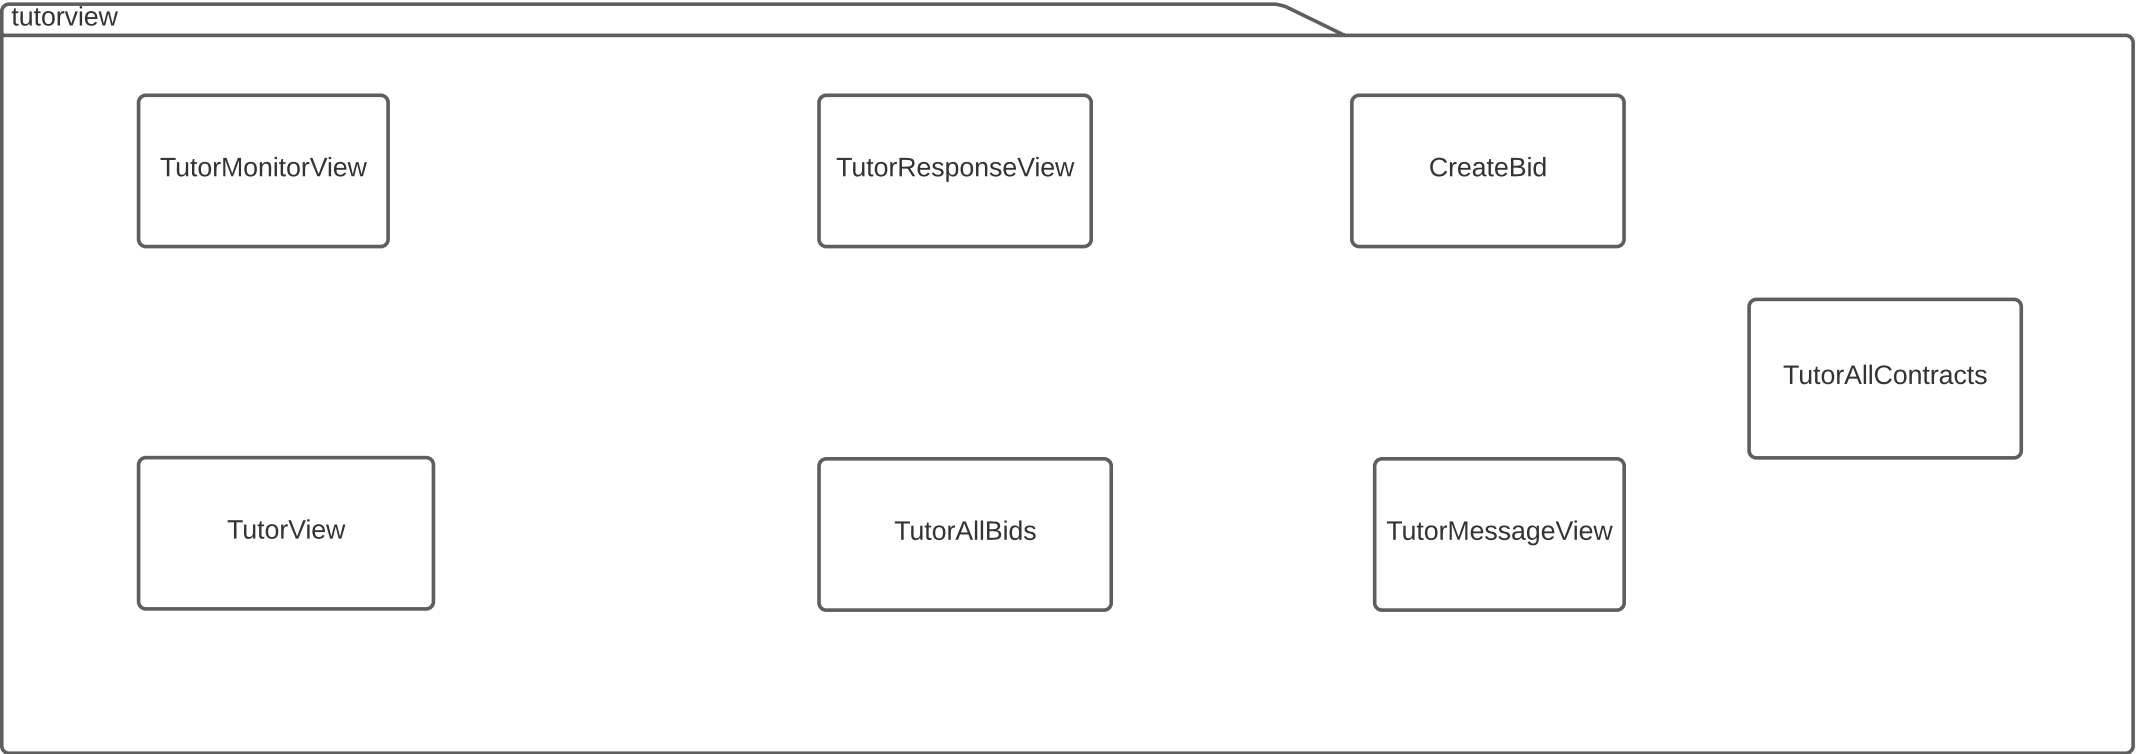 tutorview
TutorMonitorView
TutorResponseView
CreateBid
TutorAllContracts
TutorView
TutorAllBids
TutorMessageView